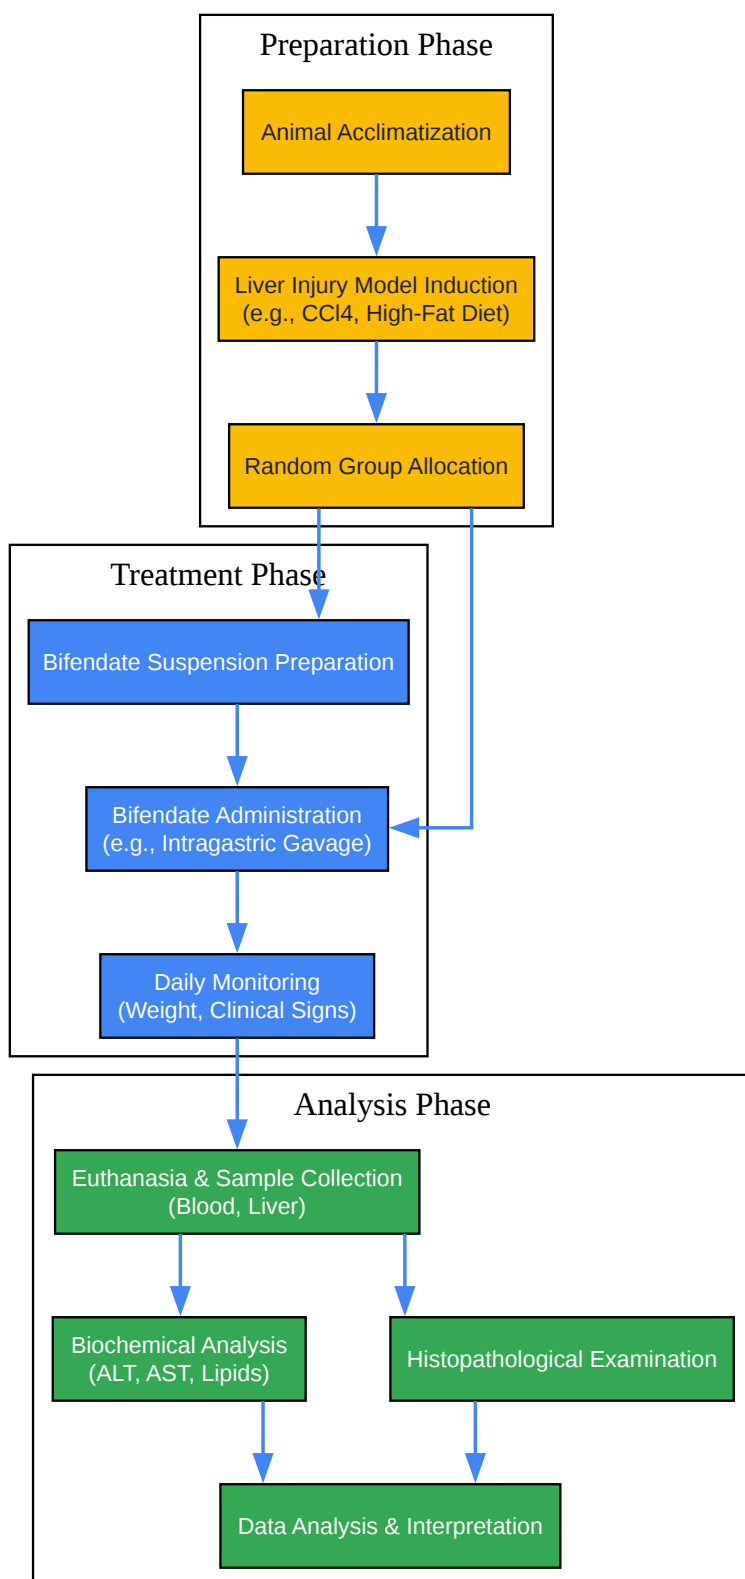 Preparation Phase
Animal Acclimatization
Liver Injury Model Induction
(e.g., CCl4, High-Fat Diet)
Random Group Allocation
Treatment Phase
Bifendate Suspension Preparation
Bifendate Administration
(e.g., Intragastric Gavage)
Daily Monitoring
(Weight, Clinical Signs)
Analysis Phase
Euthanasia & Sample Collection
(Blood, Liver)
Biochemical Analysis
(ALT, AST, Lipids)
Histopathological Examination
Data Analysis & Interpretation